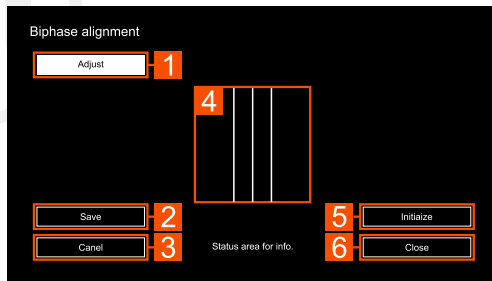 Biphase alignment
Adjust 1
4
Save 2
5 Initiaize
Canel 3
Status area for info.
6 Close